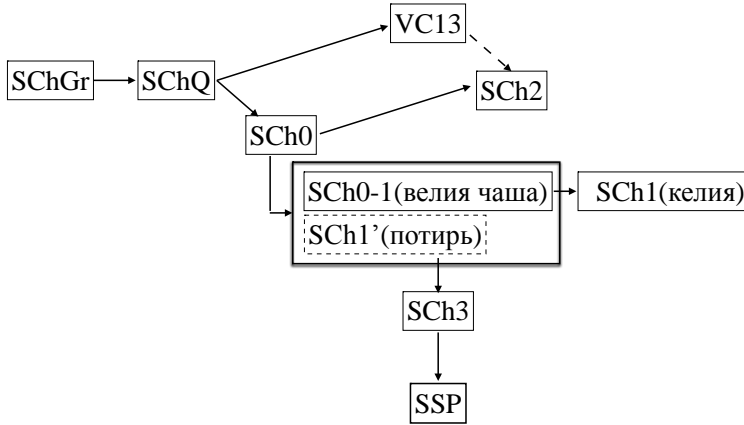 VC13
SChGr
SChQ
SCh2
SCh0
SCh0-1(велия чаша)
SCh1(келия)
SCh1’(потирь)
SCh3
SSP